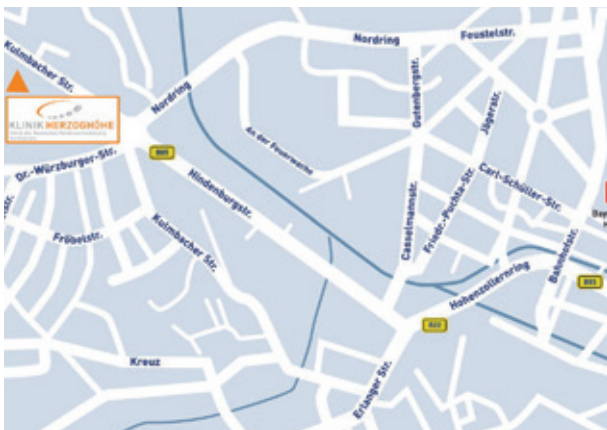 Nordring
Feustelstr.
Kulmbacher Str.
KLINIK HERZOGHÖHE
Nordring
Gutenbergstr.
Jägerstr.
An der Feuerwache
Dr.-Würzburger-Str.
B85
Hindenburgstr.
Carl-Schüller-Str.
Casselmannstr.
Friedr.-Puchta-Str.
Bahnhofstr.
Fröbelstr.
Kulmbacher Str.
Hohenzollernring
B85
B22
Kreuz
Erlanger Str.